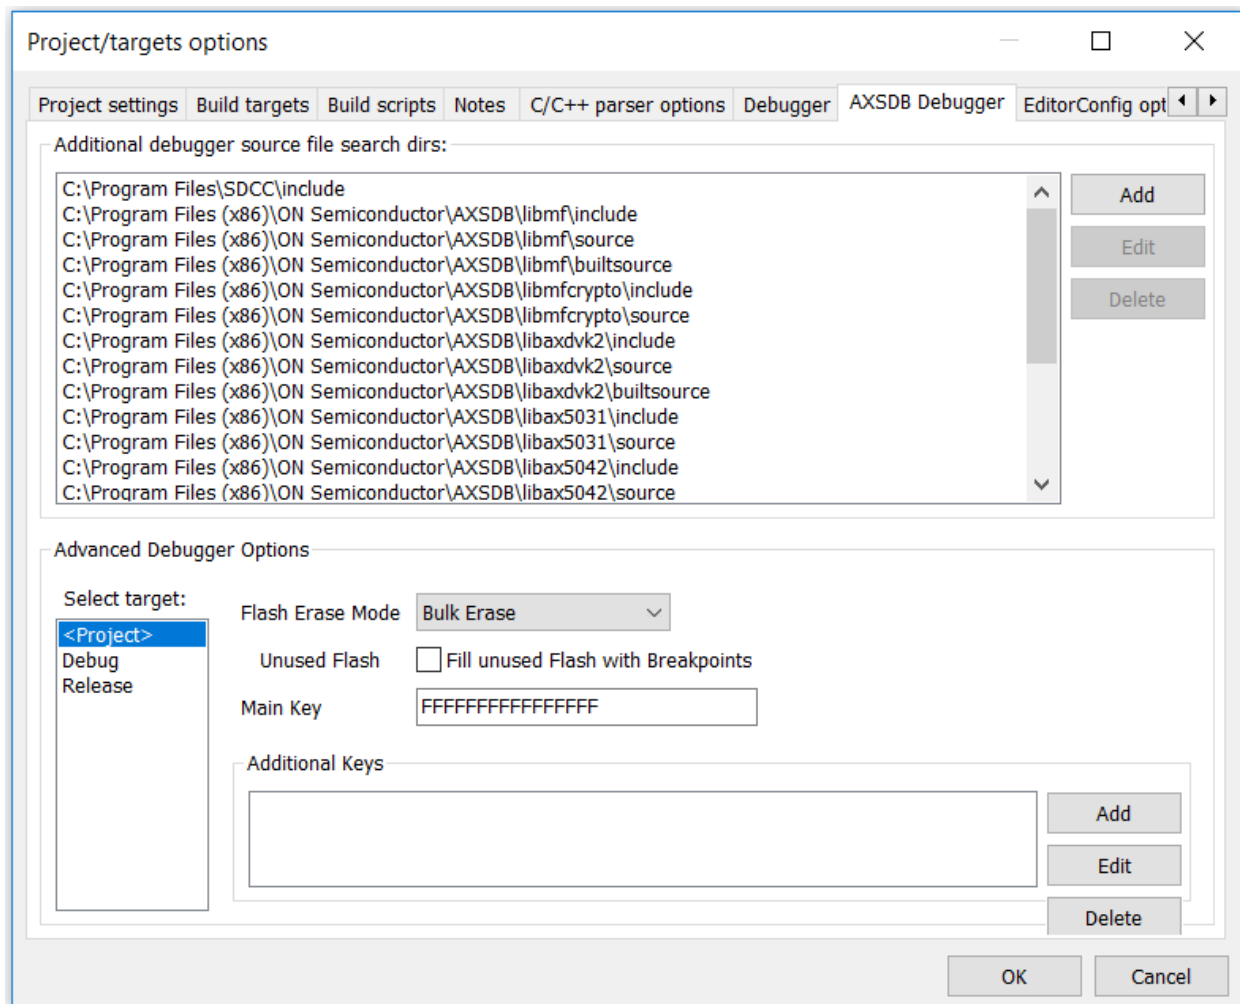 Project/targets options
Project settings Build targets Build scripts Notes C/C++ parser options Debugger AXSDB Debugger EditorConfig opt
Additional debugger source file search dirs:
C:\Program Files\SDCC\include
C:\Program Files (x86)\ON Semiconductor\AXSDB\libmf\include
C:\Program Files (x86)\ON Semiconductor\AXSDB\libmf\source
C:\Program Files (x86)\ON Semiconductor\AXSDB\libmf\builtsource
C:\Program Files (x86)\ON Semiconductor\AXSDB\libmfcrypto\include
C:\Program Files (x86)\ON Semiconductor\AXSDB\libmfcrypto\source
C:\Program Files (x86)\ON Semiconductor\AXSDB\libaxdvk2\include
C:\Program Files (x86)\ON Semiconductor\AXSDB\libaxdvk2\source
C:\Program Files (x86)\ON Semiconductor\AXSDB\libaxdvk2\builtsource
C:\Program Files (x86)\ON Semiconductor\AXSDB\libax5031\include
C:\Program Files (x86)\ON Semiconductor\AXSDB\libax5031\source
C:\Program Files (x86)\ON Semiconductor\AXSDB\libax5042\include
C:\Program Files (x86)\ON Semiconductor\AXSDB\libax5042\source
Add
Edit
Delete
Advanced Debugger Options
Select target:
<Project>
Debug
Release
Flash Erase Mode Bulk Erase
Unused Flash Fill unused Flash with Breakpoints
Main Key FFFFFFFFFFFFFFFF
Additional Keys
Add
Edit
Delete
OK Cancel